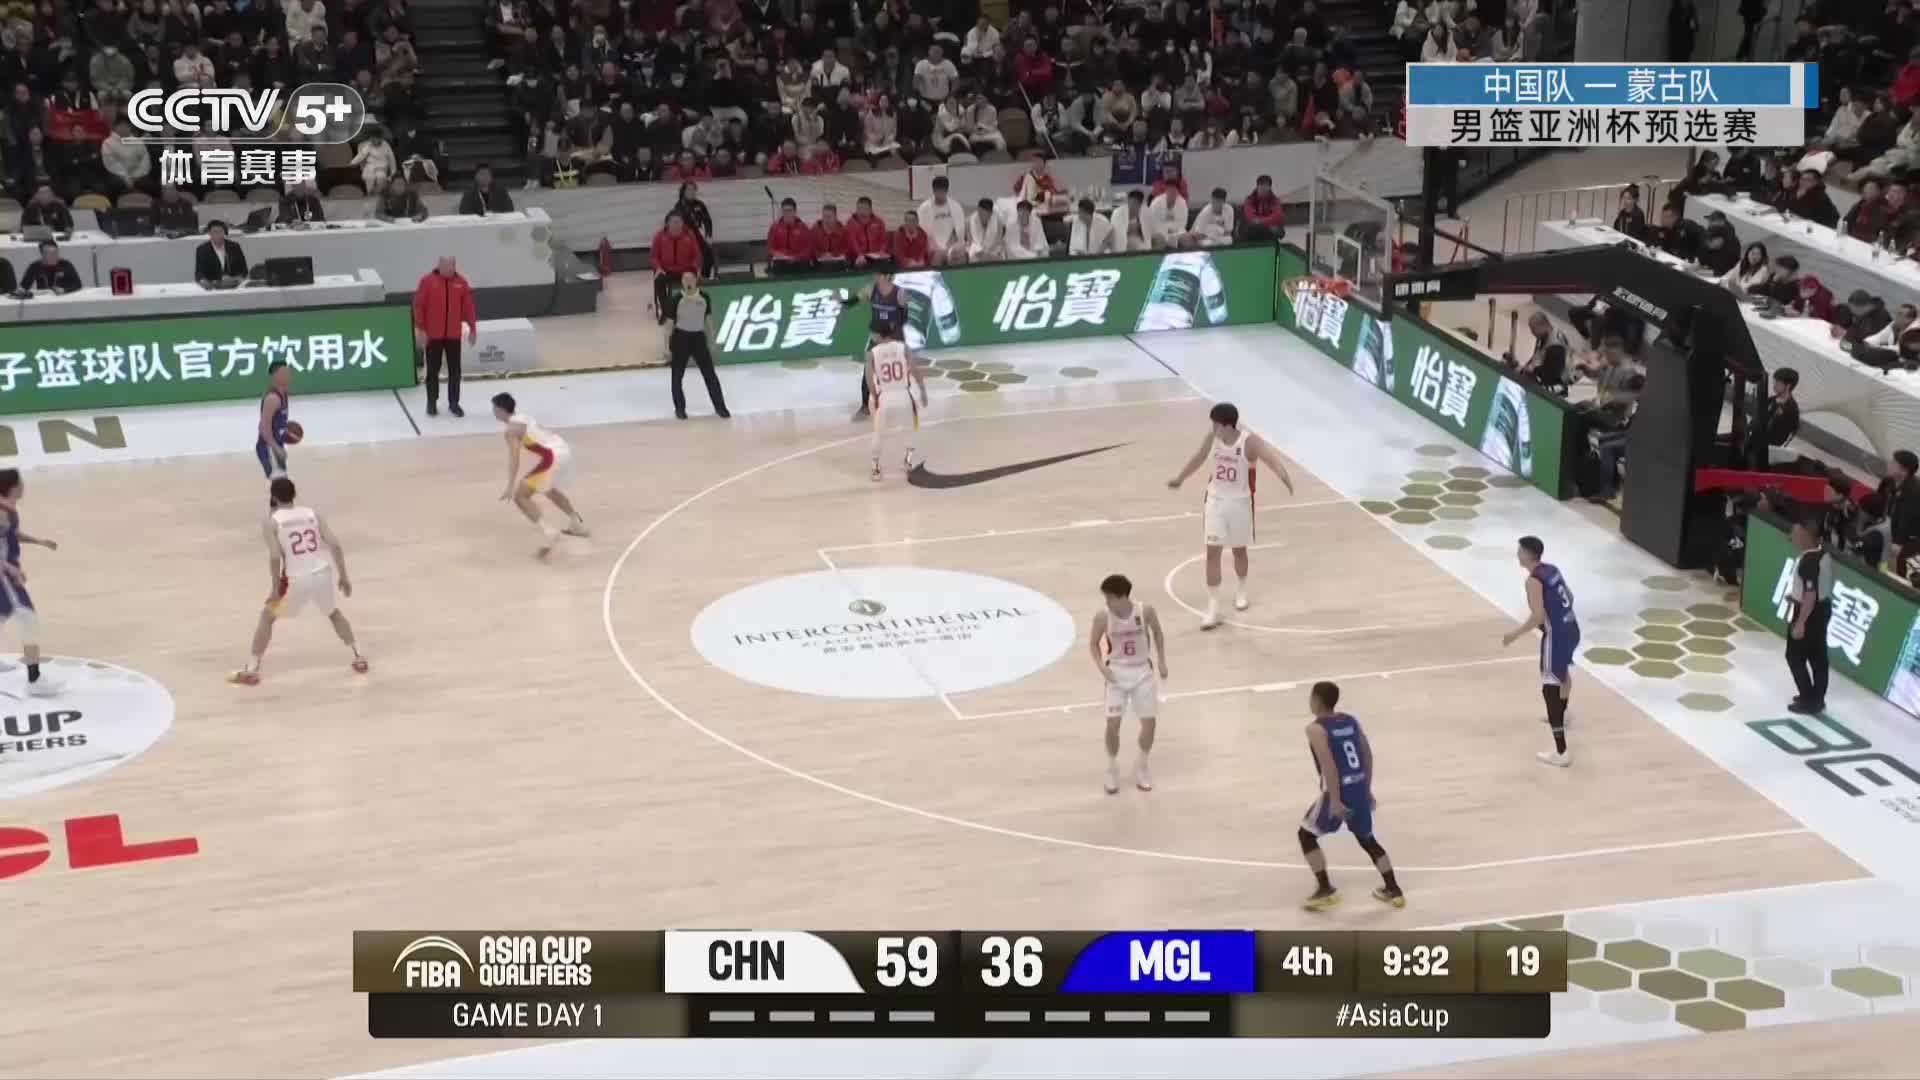 CCTV 5+
体育赛事
中国队 — 蒙古队
男篮亚洲杯预选赛
怡寶
怡寶
怡寶
怡寶
子篮球队官方饮用水
30
20
23
6
8
INTERCONTINENTAL
UP
FIERS
FIBA
ASIA CUP
QUALIFIERS
CHN 59 36 MGL 4th 9:32 19
GAME DAY 1
#AsiaCup